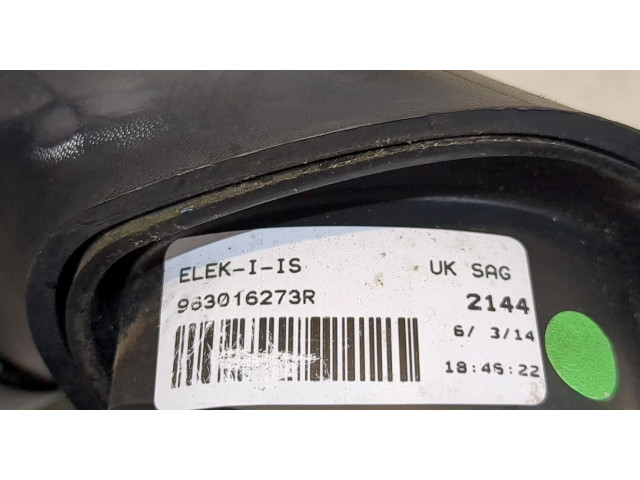 ELEK-I-IS UK SAG
963016273R 2144
6/ 3/14
18:46:22